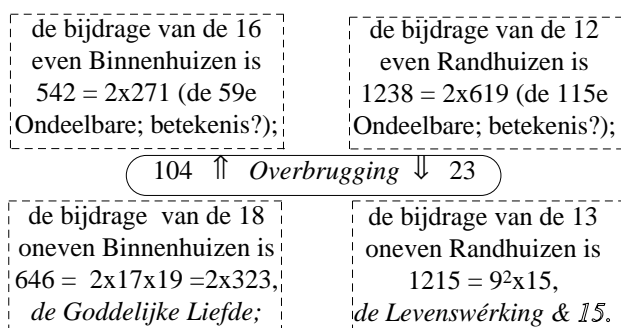 de bijdrage van de 16
even Binnenhuizen is
542 = 2x271 (de 59e
Ondeelbare; betekenis?);
de bijdrage van de 12
even Randhuizen is
1238 = 2x619 (de 115e
Ondeelbare; betekenis?);
104 ⇑ Overbrugging ⇓ 23
de bijdrage van de 18
oneven Binnenhuizen is
646 = 2x17x19 =2x323,
de Goddelijke Liefde;
de bijdrage van de 13
oneven Randhuizen is
1215 = 9²x15,
de Levenswérking & 𝟙𝟝.